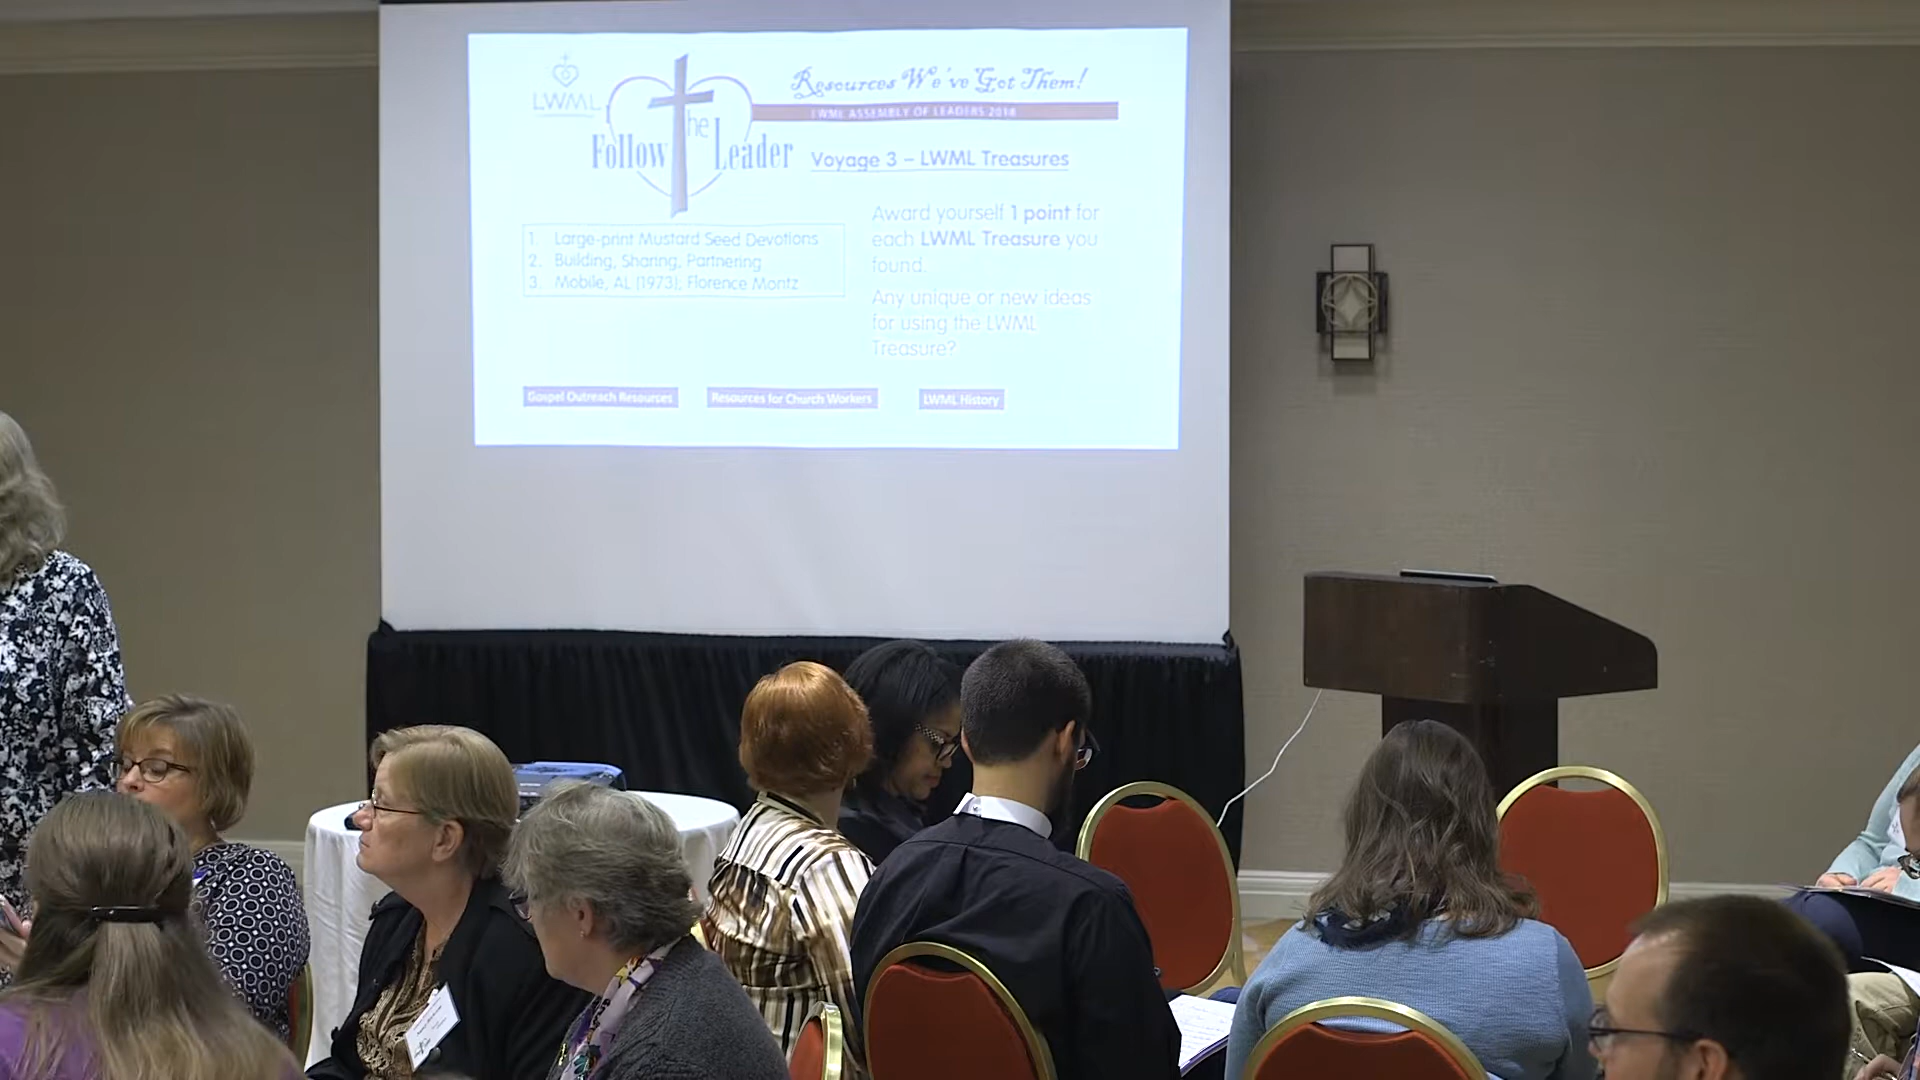 LWML
Follow the Leader
Resources We've Got Them!
LWML ASSEMBLY OF LEADERS 2018
Voyage 3 – LWML Treasures
1. Large-print Mustard Seed Devotions
2. Building, Sharing, Partnering
3. Mobile, AL (1973); Florence Montz
Award yourself 1 point for
each LWML Treasure you
found.
Any unique or new ideas
for using the LWML
Treasure?
Gospel Outreach Resources
Resources for Church Workers
LWML History